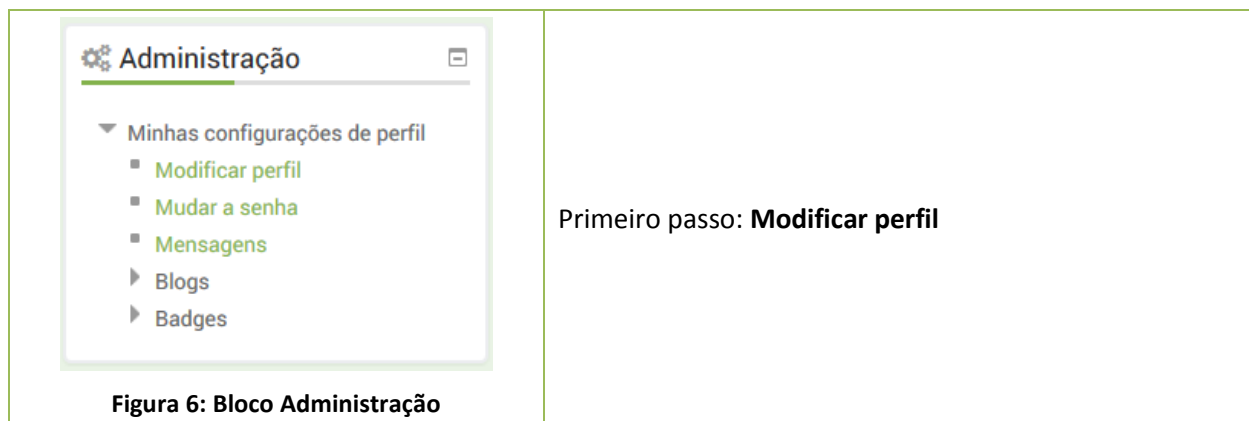 Administração
Minhas configurações de perfil
Modificar perfil
Mudar a senha
Mensagens
Blogs
Badges
Figura 6: Bloco Administração
Primeiro passo: Modificar perfil